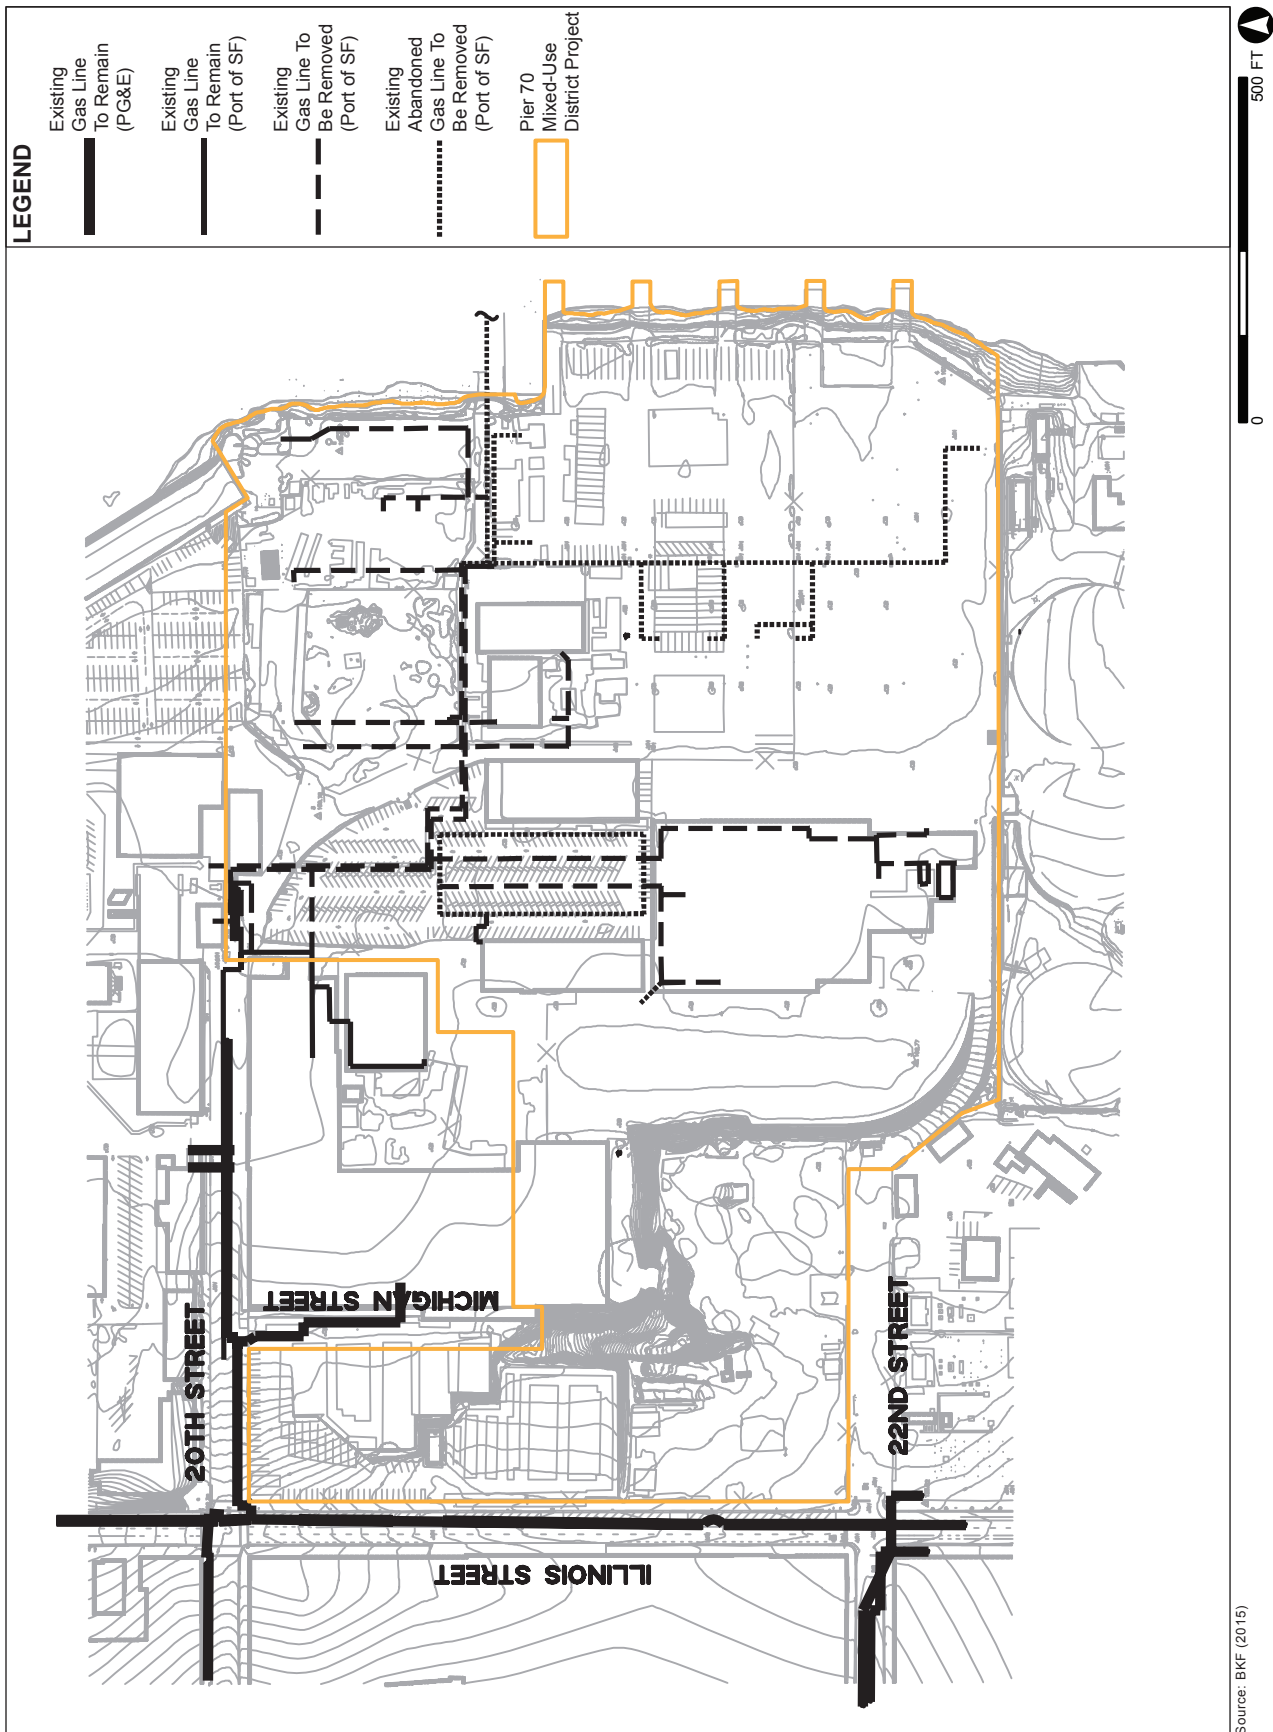 LEGEND
Existing
Gas Line
To Remain
(PG&E)
Existing
Gas Line
To Remain
(Port of SF)
Existing
Gas Line To
Be Removed
(Port of SF)
Existing
Abandoned
Gas Line To
Be Removed
(Port of SF)
Pier 70
Mixed-Use
District Project
20TH STREET
MICHIGAN STREET
ILLINOIS STREET
22ND STREET
0
500 FT
Source: BKF (2015)